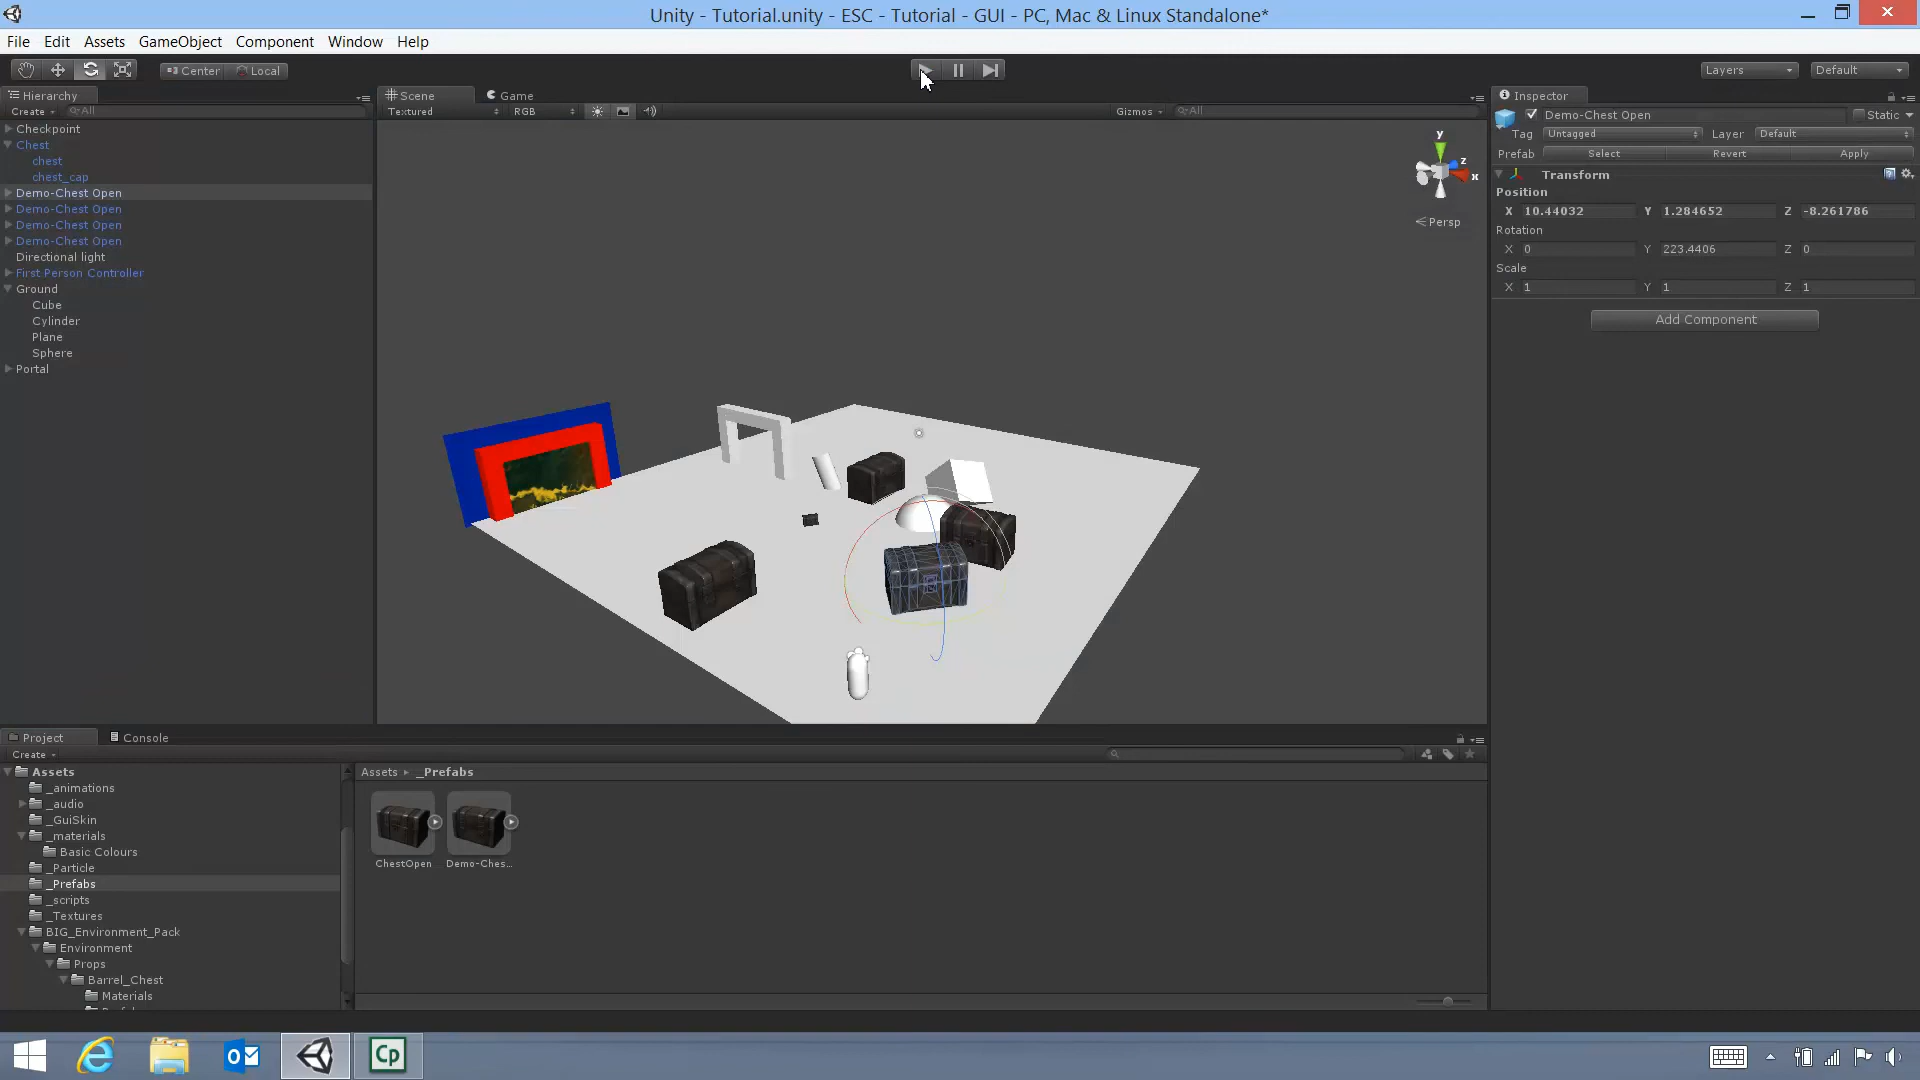 Unity - Tutorial.unity - ESC - Tutorial - GUI - PC, Mac & Linux Standalone*
File Edit Assets GameObject Component Window Help
Center Local Layers Default
Hierarchy Scene Game Inspector
Create All Textured RGB Gizmos All
Demo-Chest Open Static
Tag Untagged Layer Default
Prefab Select Revert Apply
Transform
Position
X 10.44032 Y 1.284652 Z -8.261786
Rotation
X 0 Y 223.4406 Z 0
Scale
X 1 Y 1 Z 1
Add Component
Checkpoint
Chest
chest
chest_cap
Demo-Chest Open
Demo-Chest Open
Demo-Chest Open
Demo-Chest Open
Directional light
First Person Controller
Ground
Cube
Cylinder
Plane
Sphere
Portal
y
z
x
Persp
Project Console
Create
Assets
_animations
_audio
_GuiSkin
_materials
Basic Colours
_Particle
_Prefabs
_scripts
_Textures
BIG_Environment_Pack
Environment
Props
Barrel_Chest
Materials
Assets _Prefabs
ChestOpen Demo-Ches...
Cp